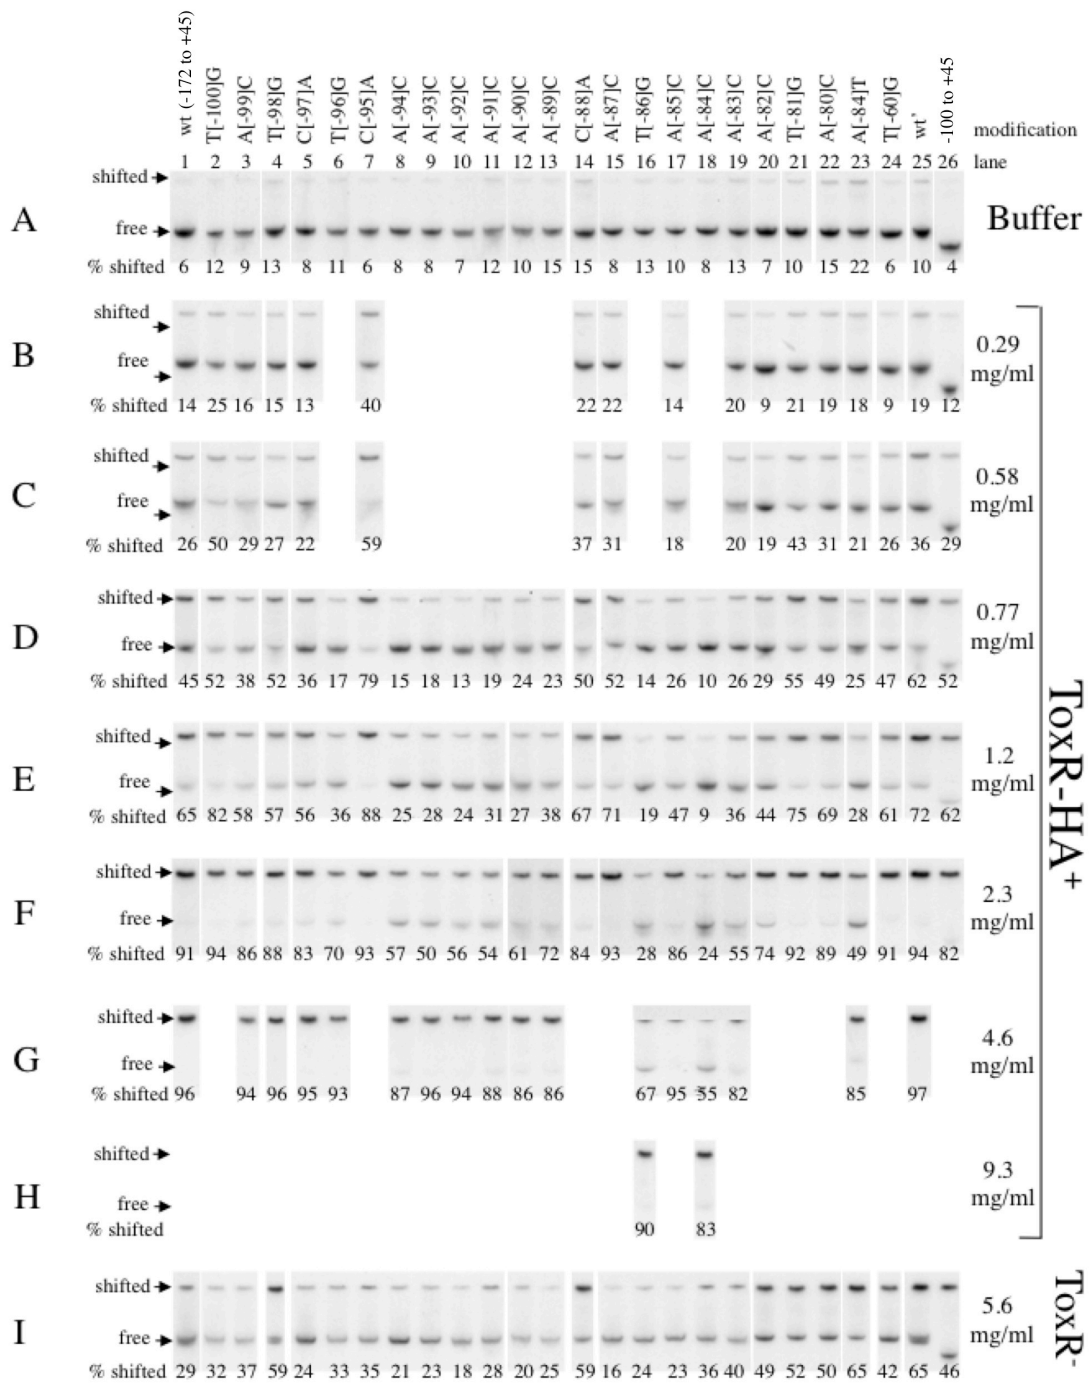 wt (-172 to +45) T[-100]G A[-99]C T[-98]G C[-97]A T[-96]G C[-95]A A[-94]C A[-93]C A[-92]C A[-91]C A[-90]C A[-89]C C[-88]A A[-87]C T[-86]G A[-85]C A[-84]C A[-83]C A[-82]C T[-81]G A[-80]C A[-84]T T[-60]G wt' -100 to +45 modification
1 2 3 4 5 6 7 8 9 10 11 12 13 14 15 16 17 18 19 20 21 22 23 24 25 26 lane
shifted
A free Buffer
% shifted 6 12 9 13 8 11 6 8 8 7 12 10 15 15 8 13 10 8 13 7 10 15 22 6 10 4
shifted
B free 0.29 mg/ml
% shifted 14 25 16 15 13 40 22 22 14 20 9 21 19 18 9 19 12
shifted
C free 0.58 mg/ml
% shifted 26 50 29 27 22 59 37 31 18 20 19 43 31 21 26 36 29
shifted
D free 0.77 mg/ml
% shifted 45 52 38 52 36 17 79 15 18 13 19 24 23 50 52 14 26 10 26 29 55 49 25 47 62 52
shifted
E free 1.2 mg/ml
% shifted 65 82 58 57 56 36 88 25 28 24 31 27 38 67 71 19 47 9 36 44 75 69 28 61 72 62
shifted
F free 2.3 mg/ml
% shifted 91 94 86 88 83 70 93 57 50 56 54 61 72 84 93 28 86 24 55 74 92 89 49 91 94 82
shifted
G free 4.6 mg/ml
% shifted 96 94 96 95 93 87 96 94 88 86 86 67 95 55 82 85 97
shifted
H free 9.3 mg/ml
% shifted 90 83
ToxR-HA+
shifted
I free 5.6 mg/ml
% shifted 29 32 37 59 24 33 35 21 23 18 28 20 25 59 16 24 23 36 40 49 52 50 65 42 65 46
ToxR-